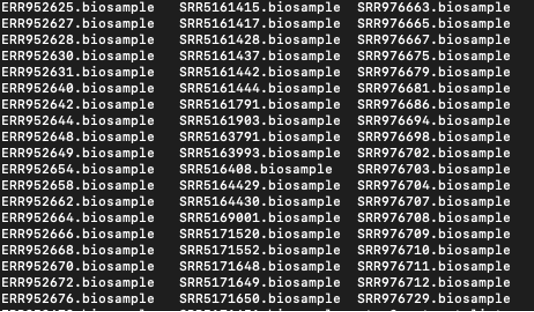 ERR952625.biosample SRR5161415.biosample SRR976663.biosample
ERR952627.biosample SRR5161417.biosample SRR976665.biosample
ERR952628.biosample SRR5161428.biosample SRR976667.biosample
ERR952630.biosample SRR5161437.biosample SRR976675.biosample
ERR952631.biosample SRR5161442.biosample SRR976679.biosample
ERR952640.biosample SRR5161444.biosample SRR976681.biosample
ERR952642.biosample SRR5161791.biosample SRR976686.biosample
ERR952644.biosample SRR5161903.biosample SRR976694.biosample
ERR952648.biosample SRR5163791.biosample SRR976698.biosample
ERR952649.biosample SRR5163993.biosample SRR976702.biosample
ERR952654.biosample SRR516408.biosample SRR976703.biosample
ERR952658.biosample SRR5164429.biosample SRR976704.biosample
ERR952662.biosample SRR5164430.biosample SRR976707.biosample
ERR952664.biosample SRR5169001.biosample SRR976708.biosample
ERR952666.biosample SRR5171520.biosample SRR976709.biosample
ERR952668.biosample SRR5171552.biosample SRR976710.biosample
ERR952670.biosample SRR5171648.biosample SRR976711.biosample
ERR952672.biosample SRR5171649.biosample SRR976712.biosample
ERR952676.biosample SRR5171650.biosample SRR976729.biosample